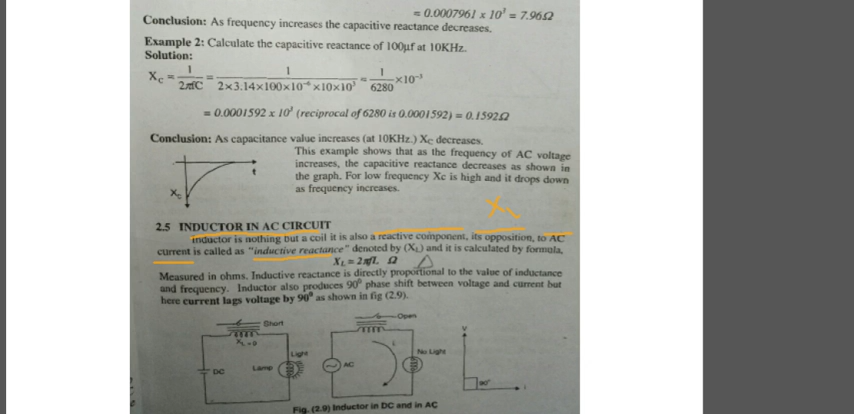 = 0.0007961 x 10³ = 7.96Ω
Conclusion: As frequency increases the capacitive reactance decreases.
Example 2: Calculate the capacitive reactance of 100µf at 10KHz.
Solution:
Xc = 1/2πfC = 1/2×3.14×100×10⁻⁶×10×10³ = 1/6280 ×10⁻³
= 0.0001592 x 10³ (reciprocal of 6280 is 0.0001592) = 0.1592Ω
Conclusion: As capacitance value increases (at 10KHz.) Xc decreases.
This example shows that as the frequency of AC voltage
increases, the capacitive reactance decreases as shown in
the graph. For low frequency Xc is high and it drops down
as frequency increases.
t
Xc
XL
2.5 INDUCTOR IN AC CIRCUIT
Inductor is nothing but a coil it is also a reactive component, its opposition, to AC
current is called as "inductive reactance" denoted by (XL) and it is calculated by formula,
XL = 2πfL Ω
Measured in ohms. Inductive reactance is directly proportional to the value of inductance
and frequency. Inductor also produces 90° phase shift between voltage and current but
here current lags voltage by 90° as shown in fig (2.9).
Short
Open
XL=0
Light
No Light
DC
Lamp
AC
V
90°
I
Fig. (2.9) Inductor in DC and in AC